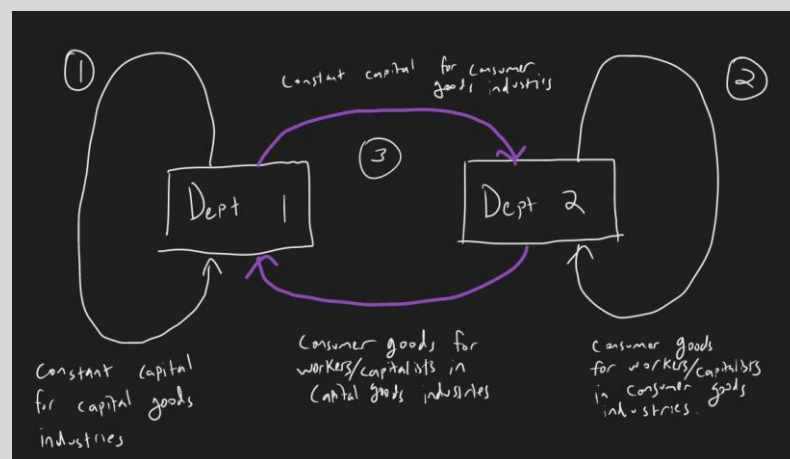 1
Constant capital for consumer
goods industries
2
3
Dept 1
Dept 2
Constant capital
for capital goods
industries
Consumer goods for
workers/capitalists in
Capital goods industries
Consumer goods
for workers/capitalists
in consumer goods
industries.